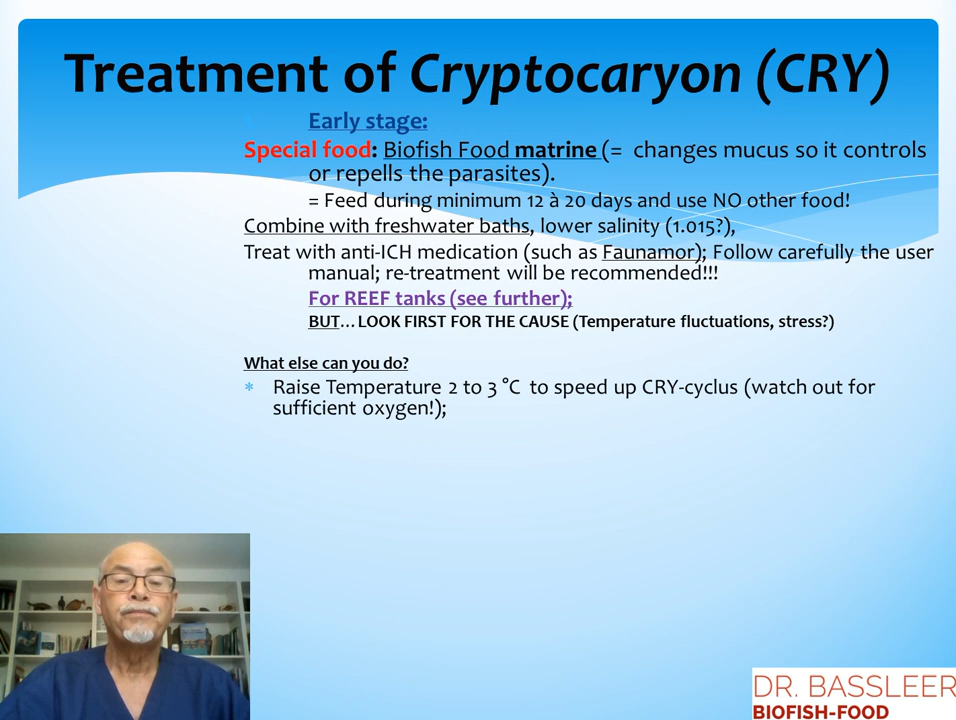 Treatment of Cryptocaryon (CRY)
Early stage:
Special food: Biofish Food matrine (= changes mucus so it controls
or repells the parasites).
= Feed during minimum 12 à 20 days and use NO other food!
Combine with freshwater baths, lower salinity (1.015?),
Treat with anti-ICH medication (such as Faunamor); Follow carefully the user
manual; re-treatment will be recommended!!!
For REEF tanks (see further);
BUT…LOOK FIRST FOR THE CAUSE (Temperature fluctuations, stress?)
What else can you do?
* Raise Temperature 2 to 3 °C to speed up CRY-cyclus (watch out for
sufficient oxygen!);
DR. BASSLEER
BIOFISH-FOOD